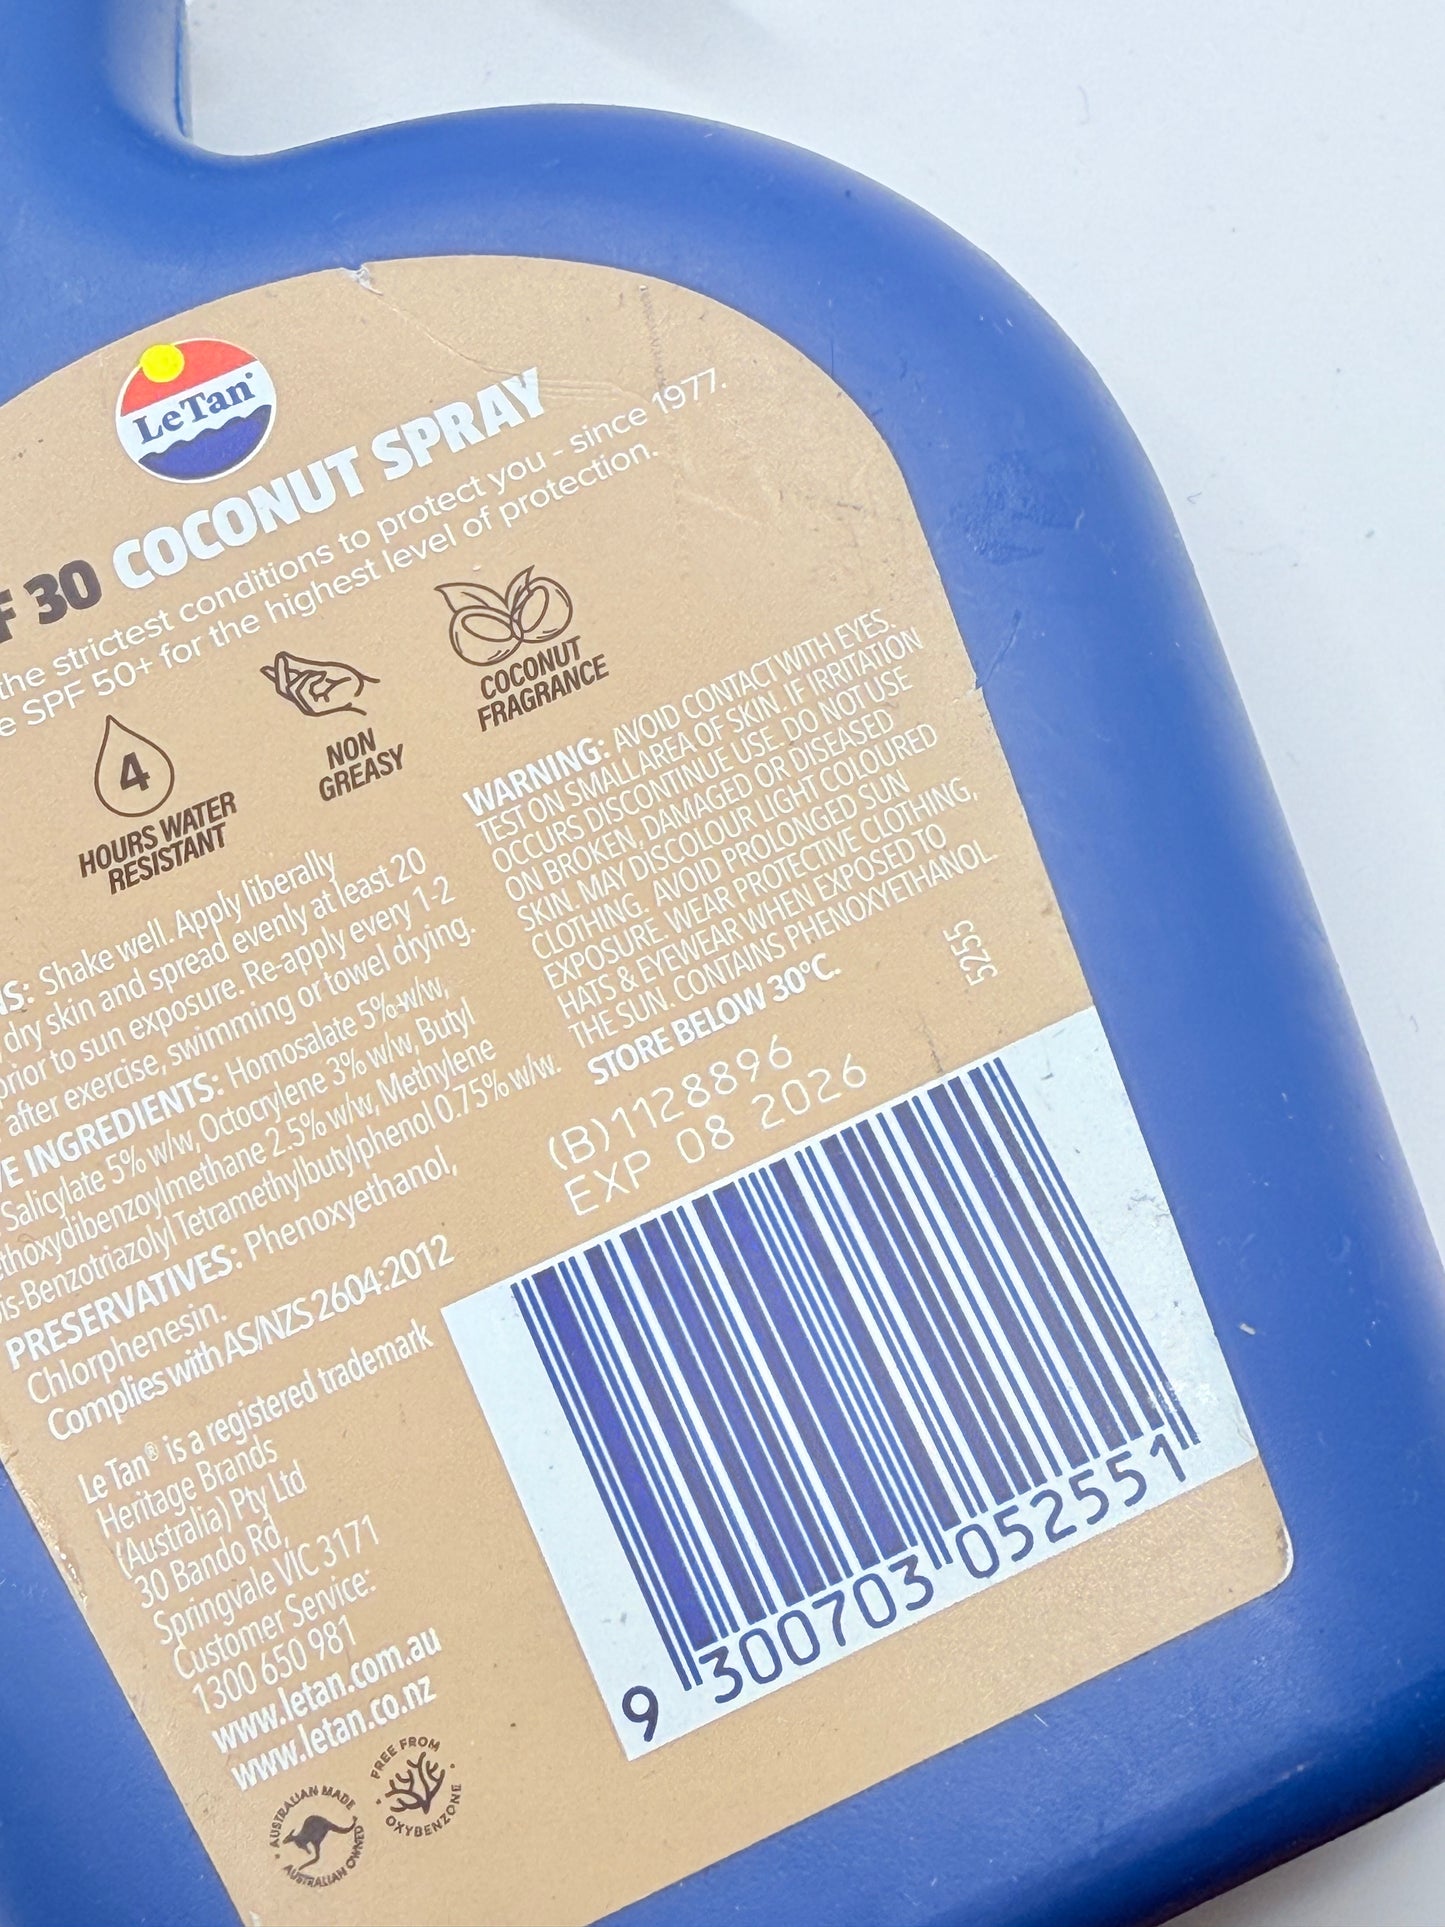 LeTan
30 COCONUT SPRAY
the strictest conditions to protect you - since 1977.
SPF 50+ for the highest level of protection.
4
HOURS WATER
RESISTANT
NON
GREASY
COCONUT
FRAGRANCE
Shake well. Apply liberally
dry skin and spread evenly at least 20
prior to sun exposure. Re-apply every 1-2
after exercise, swimming or towel drying.
INGREDIENTS: Homosalate 5% w/w,
Salicylate 5% w/w, Octocrylene 3% w/w, Butyl
2.5% w/w, Methylene
Tetramethylbutylphenol 0.75% w/w.
PRESERVATIVES: Phenoxyethanol,
Chlorphenesin.
Complies with AS/NZS 2604:2012
Le Tan® is a registered trademark
Heritage Brands
(Australia) Pty Ltd
30 Bando Rd,
Springvale VIC 3171
Customer Service:
1300 650 981
www.letan.com.au
www.letan.co.nz
AUSTRALIAN MADE
AUSTRALIAN OWNED
FREE FROM
OXYBENZONE
WARNING: AVOID CONTACT WITH EYES.
TEST ON SMALL AREA OF SKIN. IF IRRITATION
OCCURS DISCONTINUE USE. DO NOT USE
ON BROKEN, DAMAGED OR DISEASED
SKIN. MAY DISCOLOUR LIGHT COLOURED
CLOTHING. AVOID PROLONGED SUN
EXPOSURE. WEAR PROTECTIVE CLOTHING,
HATS & EYEWEAR WHEN EXPOSED TO
THE SUN. CONTAINS PHENOXYETHANOL.
STORE BELOW 30°C.
5255
(B)1128896
EXP 08 2026
9 300703 052551